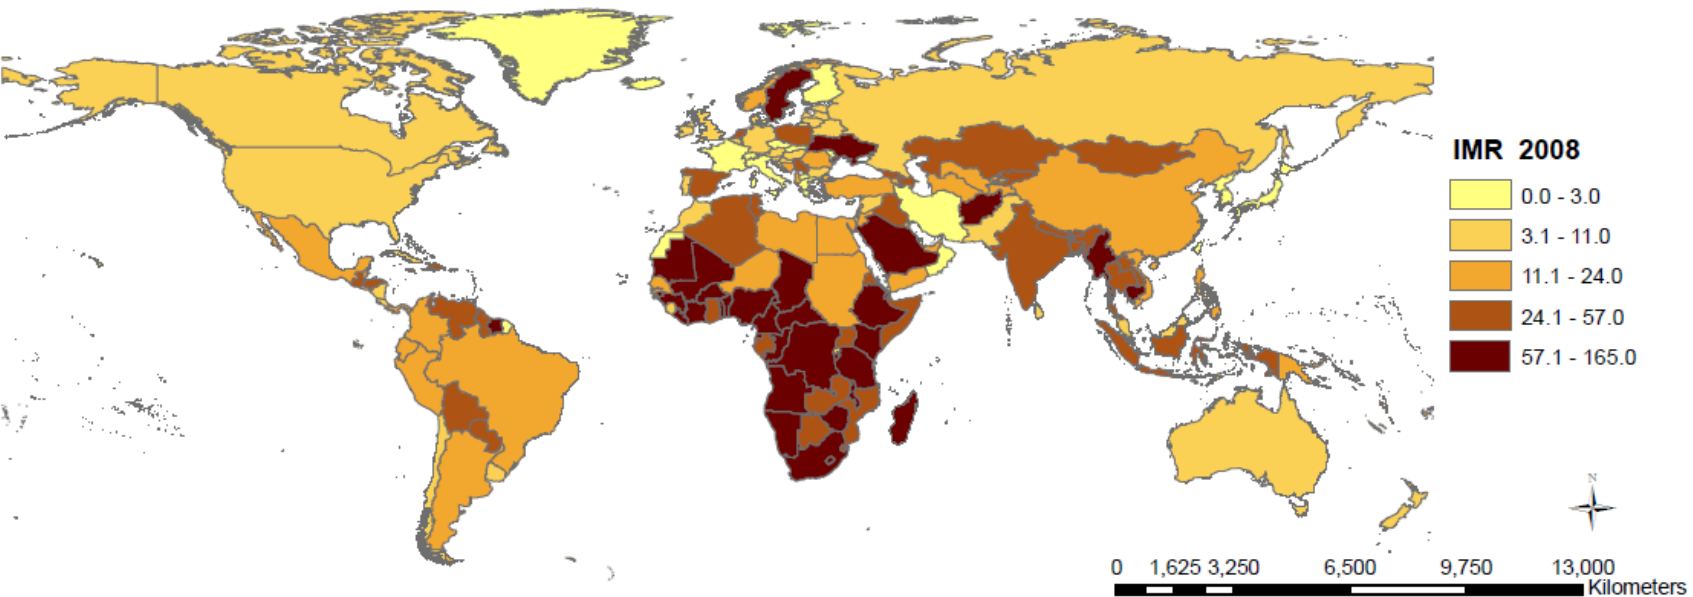 IMR 2008
0.0 - 3.0
3.1 - 11.0
11.1 - 24.0
24.1 - 57.0
57.1 - 165.0
N
0 1,625 3,250 6,500 9,750 13,000
Kilometers